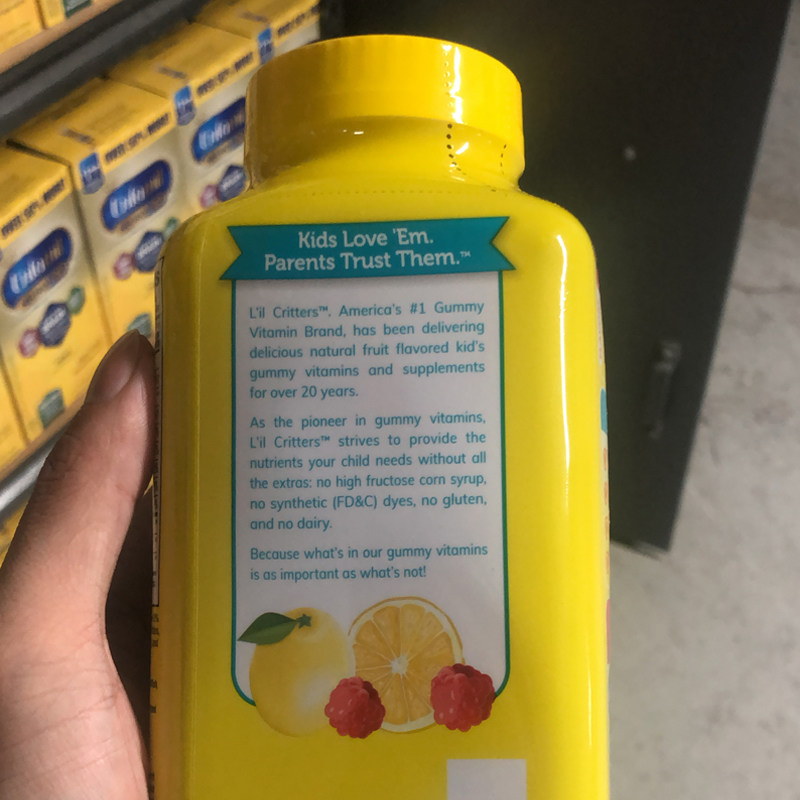 Kids Love 'Em.
Parents Trust Them.™
L'il Critters™, America's #1 Gummy
Vitamin Brand, has been delivering
delicious natural fruit flavored kid's
gummy vitamins and supplements
for over 20 years.
As the pioneer in gummy vitamins,
L'il Critters™ strives to provide the
nutrients your child needs without all
the extras: no high fructose corn syrup,
no synthetic (FD&C) dyes, no gluten,
and no dairy.
Because what's in our gummy vitamins
is as important as what's not!